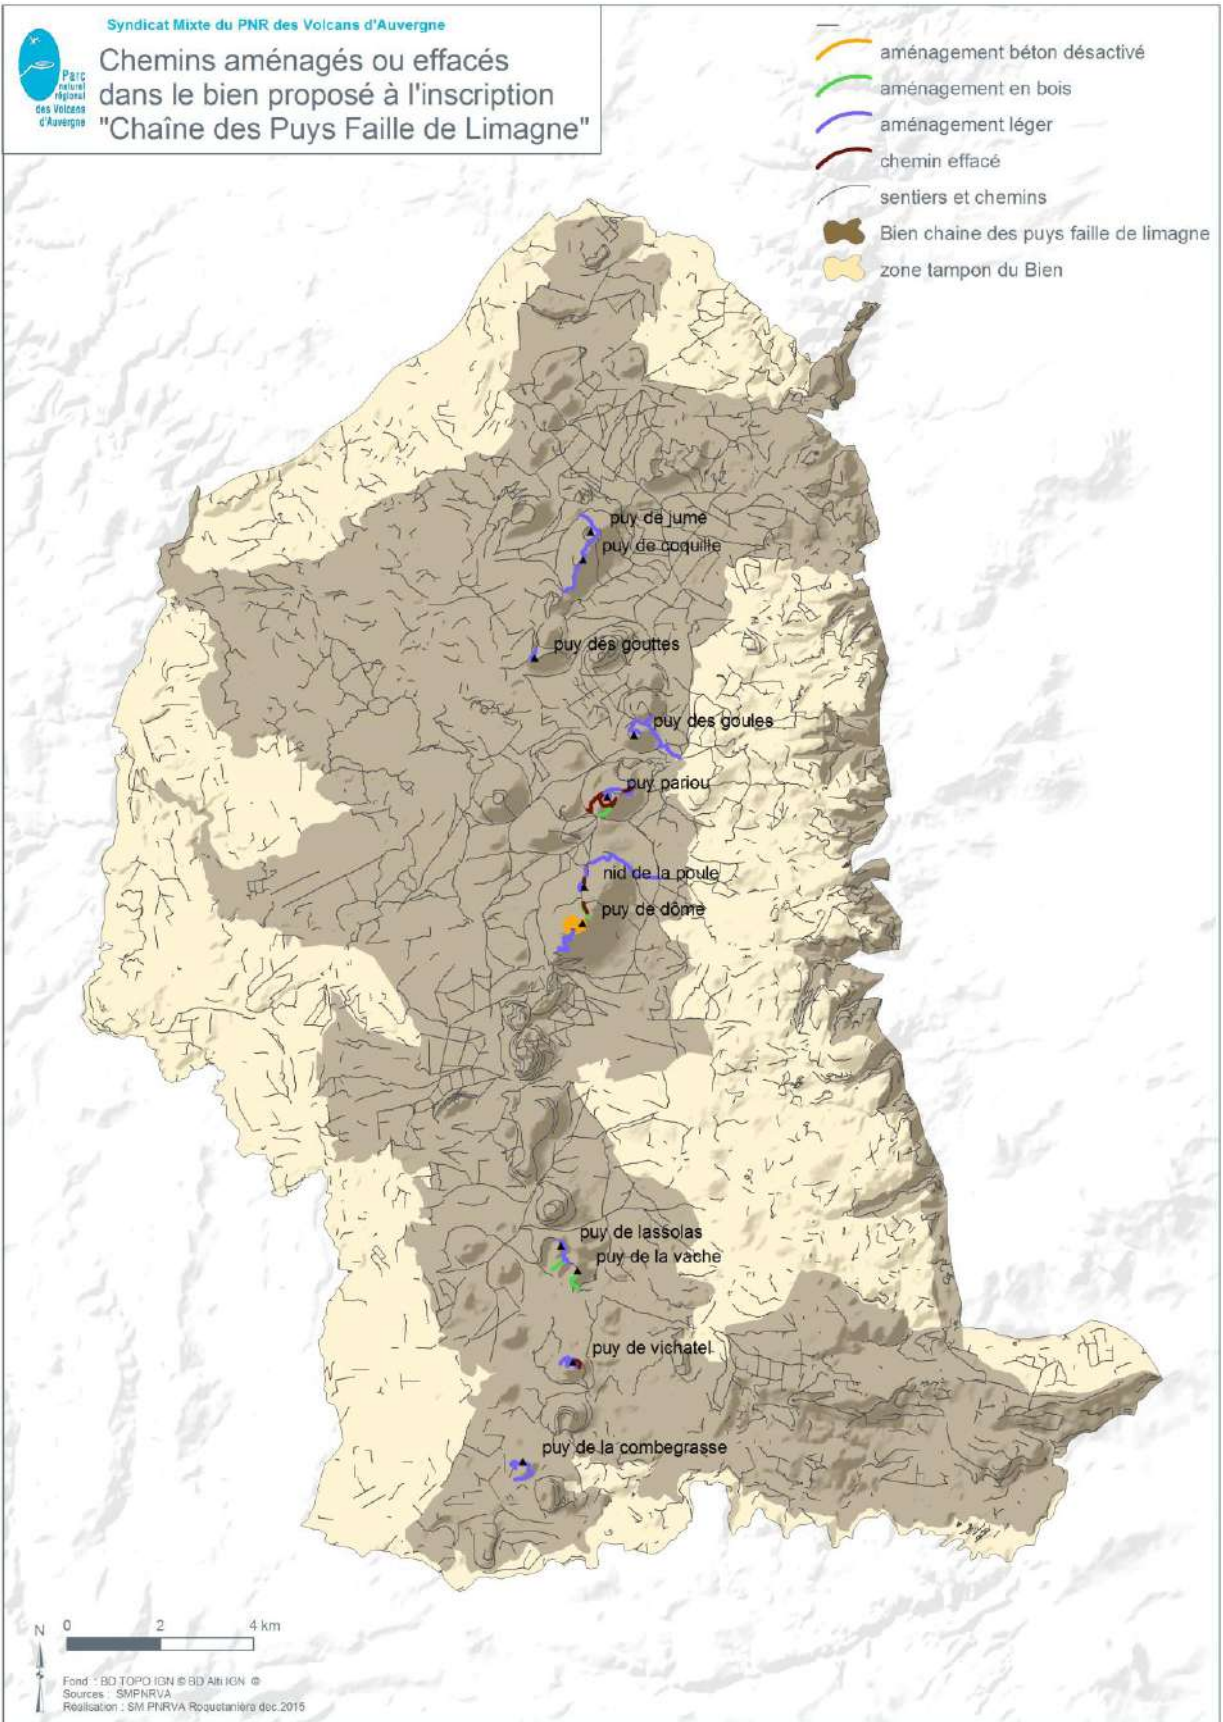 Syndicat Mixte du PNR des Volcans d'Auvergne
Parc
naturel
régional
des Volcans
d'Auvergne
Chemins aménagés ou effacés
dans le bien proposé à l'inscription
"Chaîne des Puys Faille de Limagne"
aménagement béton désactivé
aménagement en bois
aménagement léger
chemin effacé
sentiers et chemins
Bien chaine des puys faille de limagne
zone tampon du Bien
puy de jume
puy de coquille
puy des gouttes
puy des goules
puy pariou
nid de la poule
puy de dôme
puy de lassolas
puy de la vache
puy de vichatel
puy de la combegrasse
N
0 2 4 km
Fond : BD TOPO IGN © BD Alti IGN ©
Sources : SMPNRVA
Réalisation : SM PNRVA Roquetanière dec.2015